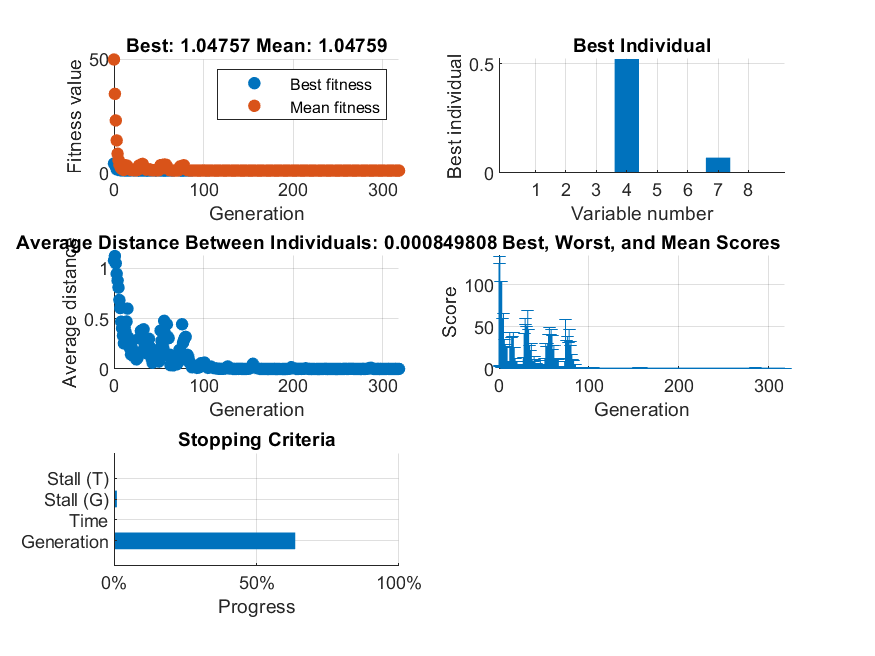 Best: 1.04757 Mean: 1.04759
Fitness value
50
0
Best fitness
Mean fitness
0 100 200 300
Generation
Best Individual
Best individual
0.5
0
1 2 3 4 5 6 7 8
Variable number
Average Distance Between Individuals: 0.000849808
Average distance
1
0.5
0
0 100 200 300
Generation
Best, Worst, and Mean Scores
Score
100
50
0
0 100 200 300
Generation
Stopping Criteria
Stall (T)
Stall (G)
Time
Generation
0% 50% 100%
Progress